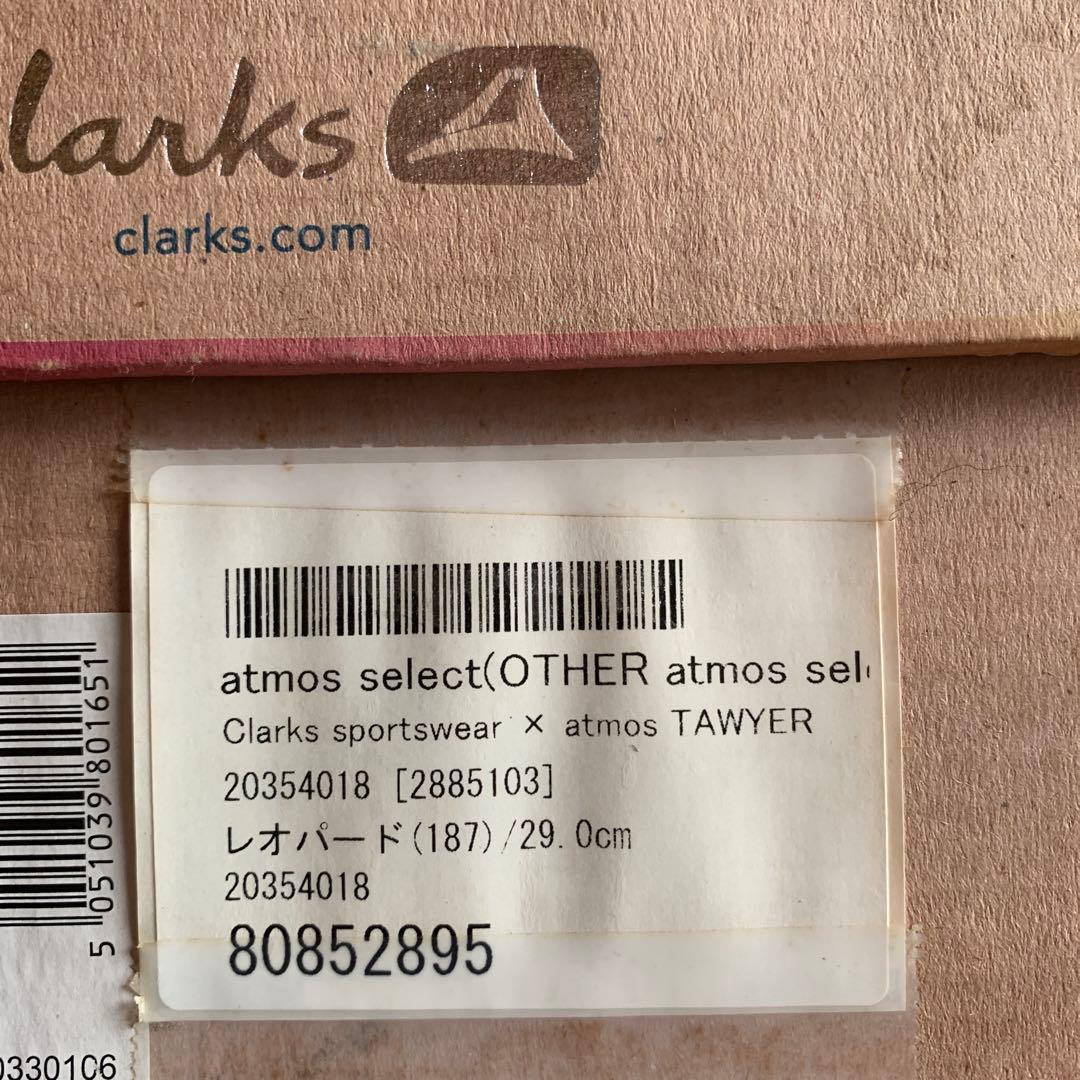 larks
clarks.com
atmos select(OTHER atmos sel
Clarks sportswear × atmos TAWYER
20354018 [2885103]
レオパード(187)/29.0cm
20354018
80852895
5 051039 801651
0330106